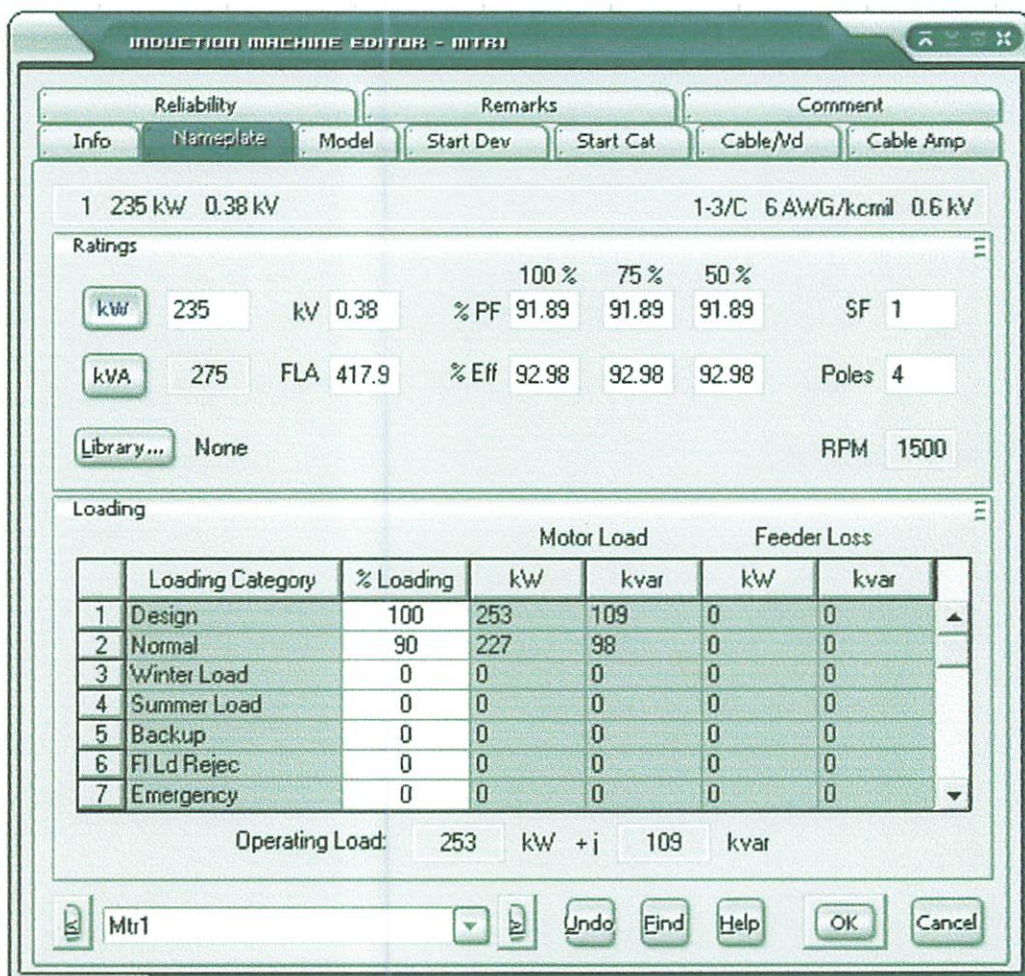 INDUCTION MACHINE EDITOR - MTR1
Reliability Remarks Comment
Info Nameplate Model Start Dev Start Cat Cable/Vd Cable Amp
1 235 kW 0.38 kV 1-3/C 6 AWG/kcmil 0.6 kV
Ratings
100 % 75 % 50 %
kW 235 kV 0.38 % PF 91.89 91.89 91.89 SF 1
kVA 275 FLA 417.9 % Eff 92.98 92.98 92.98 Poles 4
Library... None RPM 1500
Loading
Motor Load Feeder Loss
Loading Category % Loading kW kvar kW kvar
1 Design 100 253 109 0 0
2 Normal 90 227 98 0 0
3 Winter Load 0 0 0 0 0
4 Summer Load 0 0 0 0 0
5 Backup 0 0 0 0 0
6 Fl Ld Rejec 0 0 0 0 0
7 Emergency 0 0 0 0 0
Operating Load: 253 kW + j 109 kvar
Mtr1 Undo Find Help OK Cancel